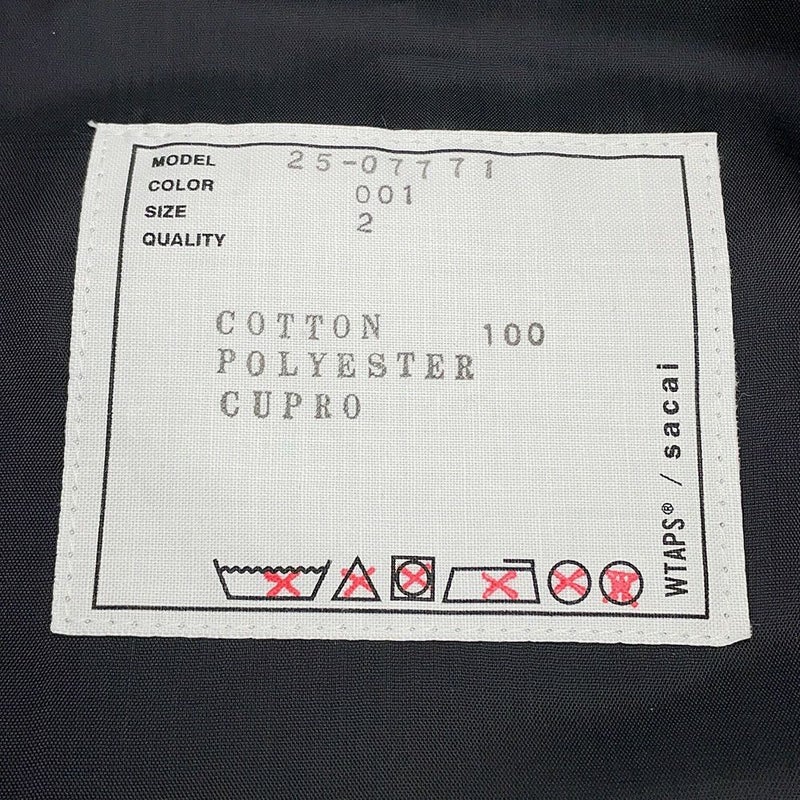 MODEL 25-07771
COLOR 001
SIZE 2
QUALITY
COTTON 100
POLYESTER
CUPRO
WTAPS® / sacai